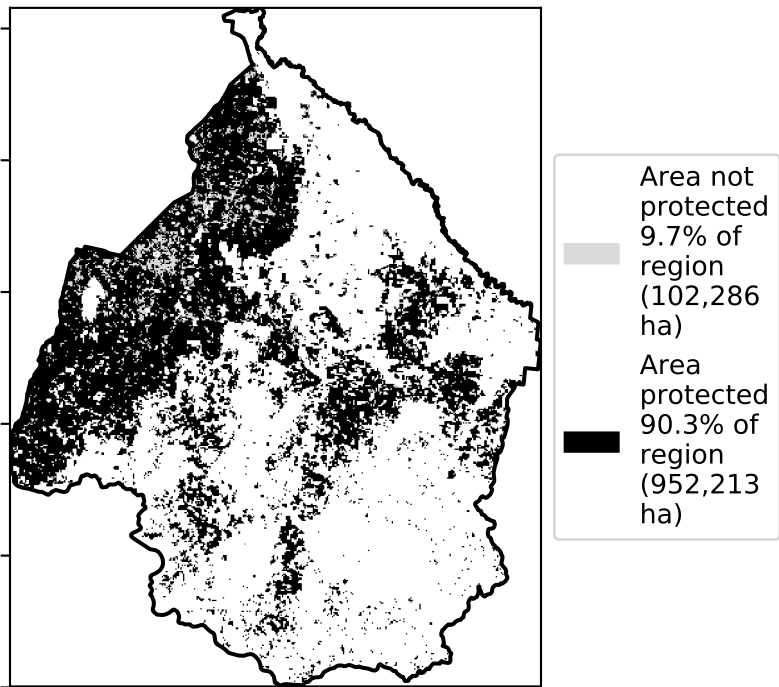 Area not
protected
9.7% of
region
(102,286
ha)
Area
protected
90.3% of
region
(952,213
ha)